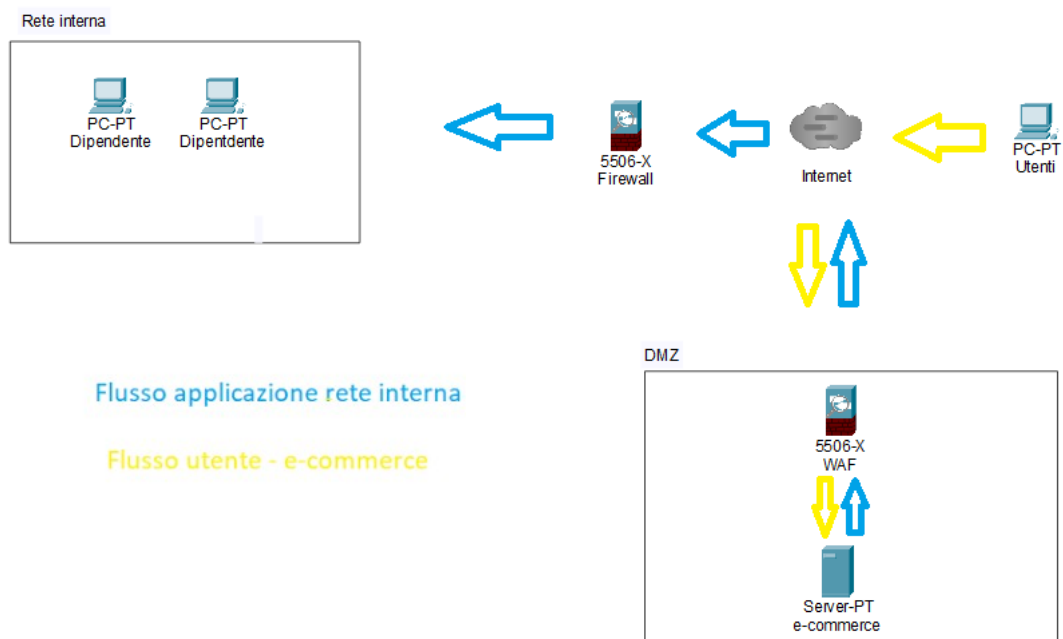 Rete interna
PC-PT
Dipendente
PC-PT
Dipentdente
5506-X
Firewall
Internet
PC-PT
Utenti
DMZ
Flusso applicazione rete interna
Flusso utente - e-commerce
5506-X
WAF
Server-PT
e-commerce